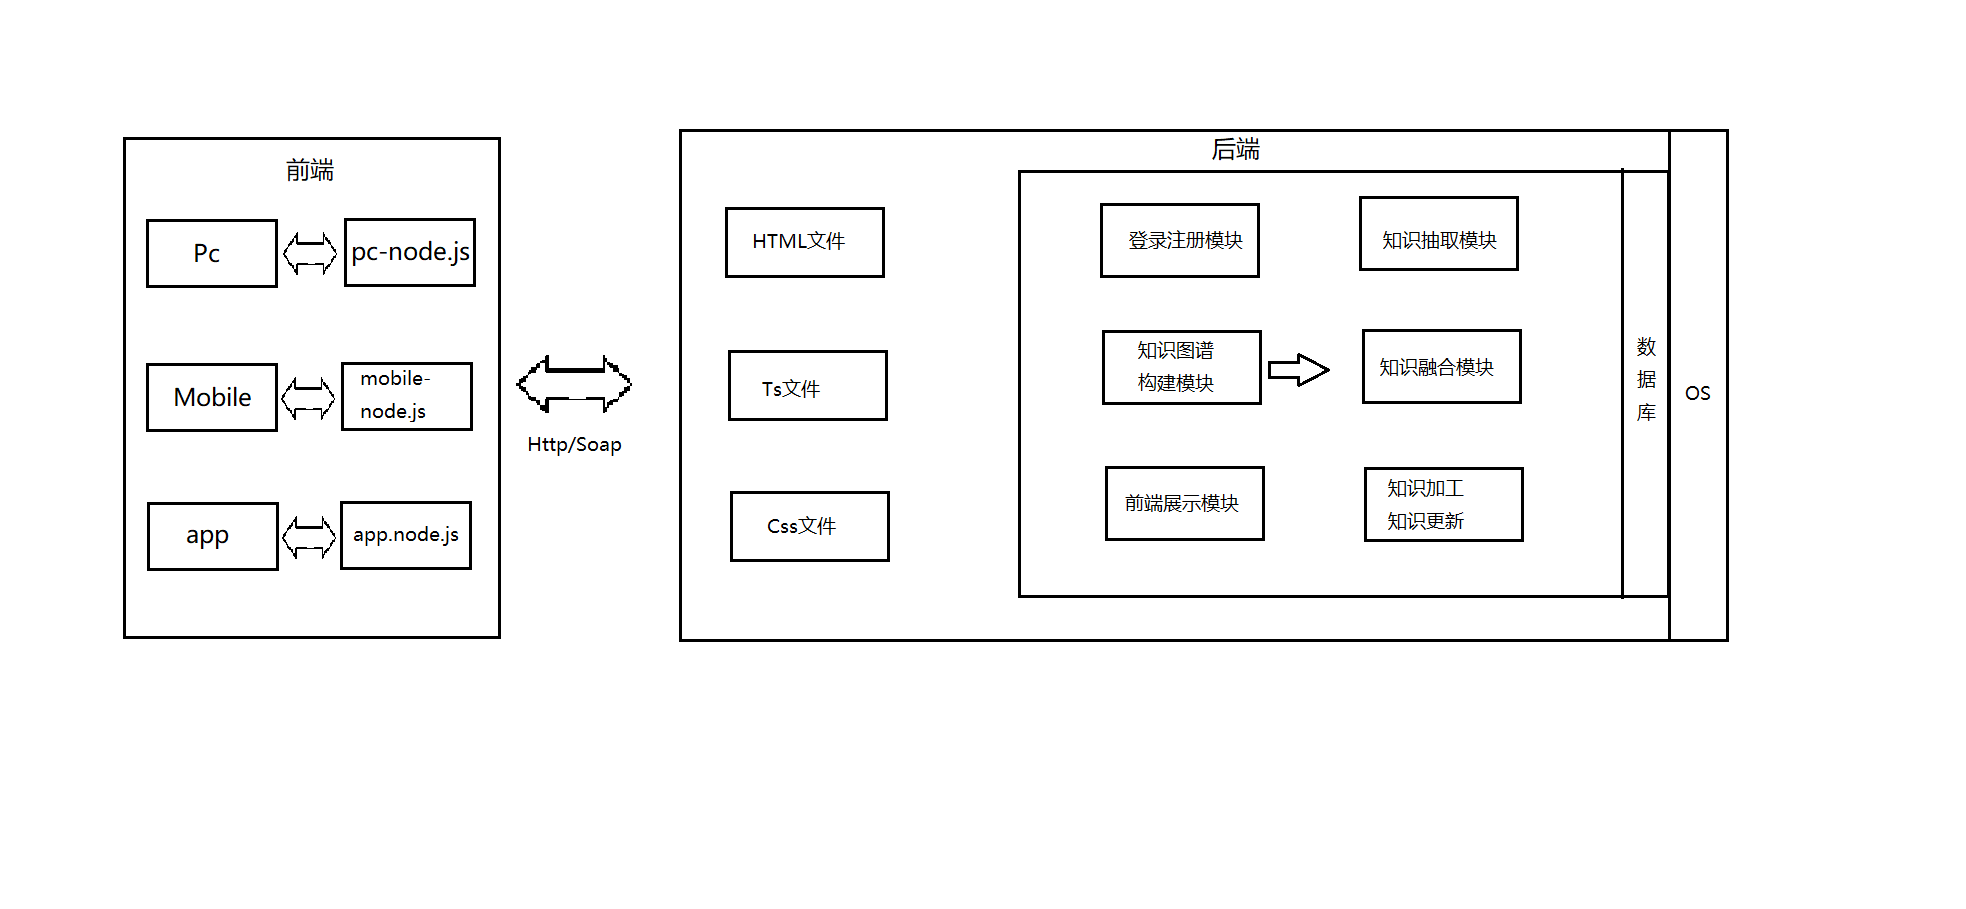 前端
Pc
pc-node.js
Mobile
mobile-
node.js
app
app.node.js
Http/Soap
后端
HTML文件
Ts文件
Css文件
登录注册模块
知识抽取模块
知识图谱
构建模块
知识融合模块
前端展示模块
知识加工
知识更新
数
据
库
OS